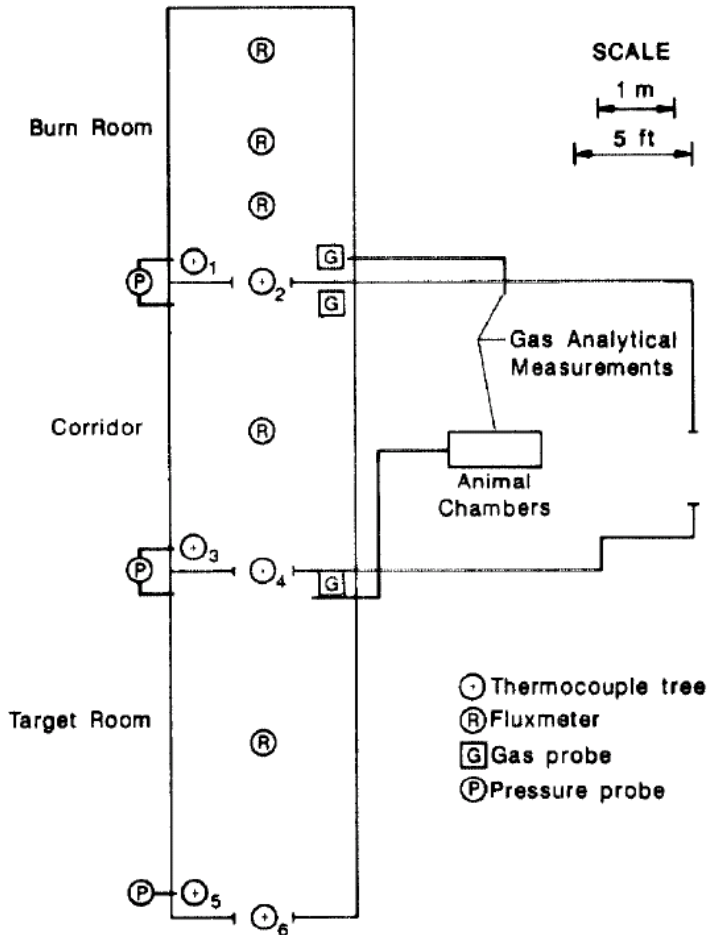 R
SCALE
1 m
5 ft
Burn Room
R
R
1
G
P
2
G
Gas Analytical
Measurements
Corridor
R
Animal
Chambers
3
P
4
G
Thermocouple tree
Target Room
R
R Fluxmeter
G Gas probe
P Pressure probe
P
5
6